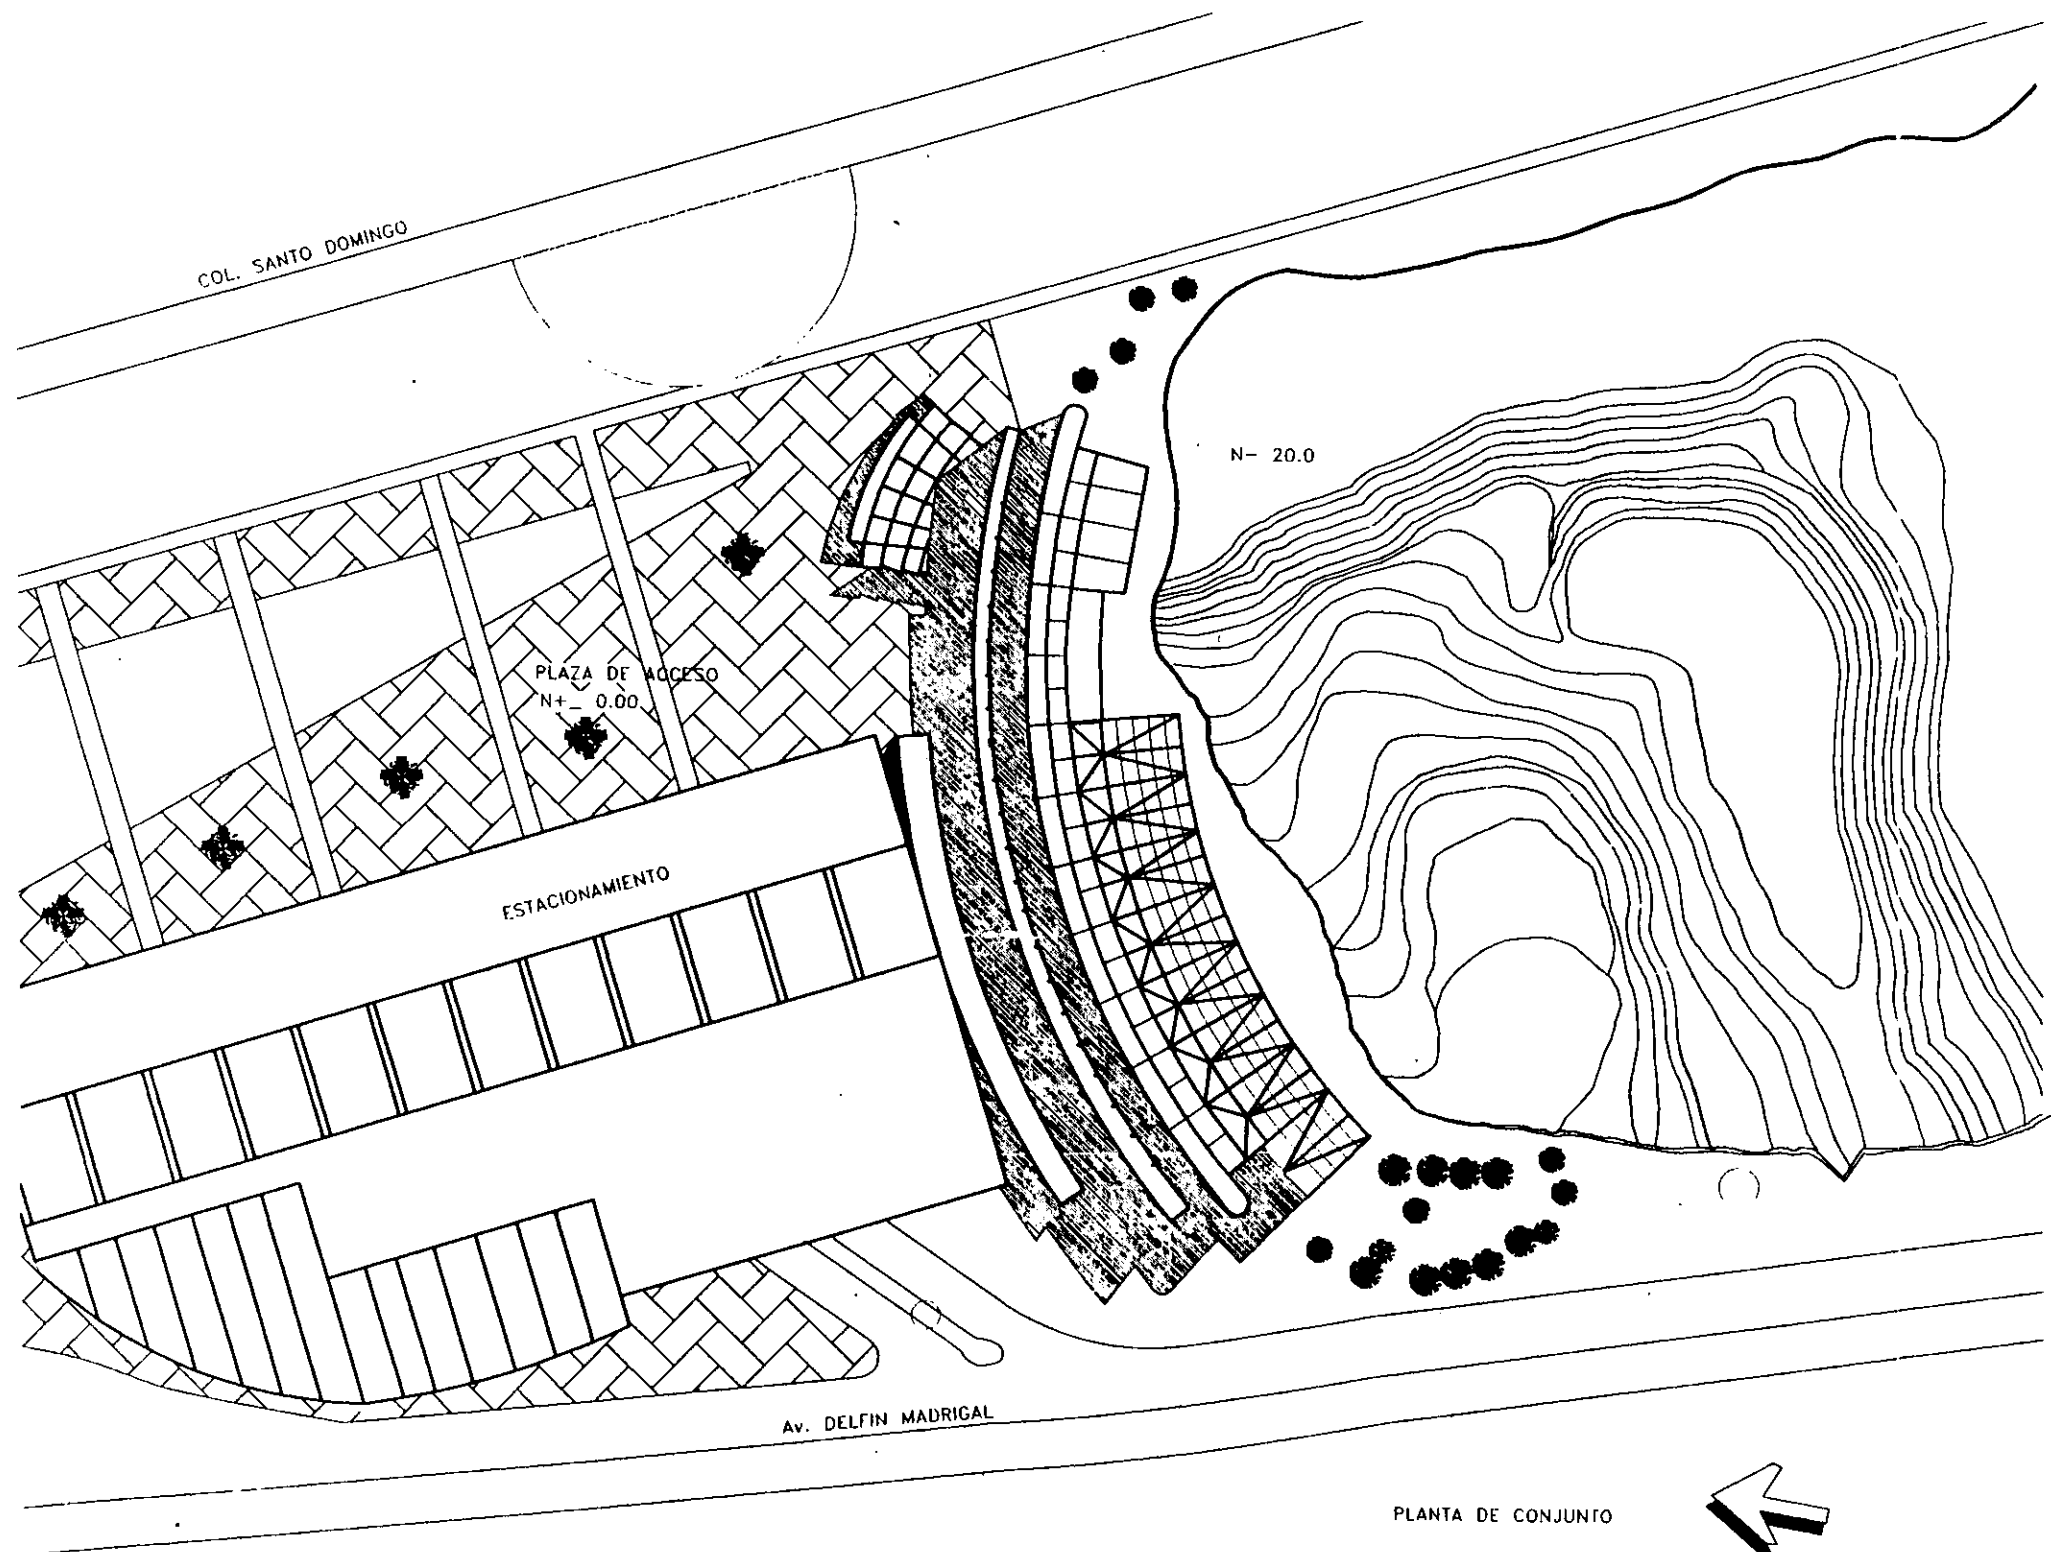 COL. SANTO DOMINGO
N- 20.0
PLAZA DE ACCESO
N+_ 0.00
ESTACIONAMIENTO
Av. DELFIN MADRIGAL
PLANTA DE CONJUNTO